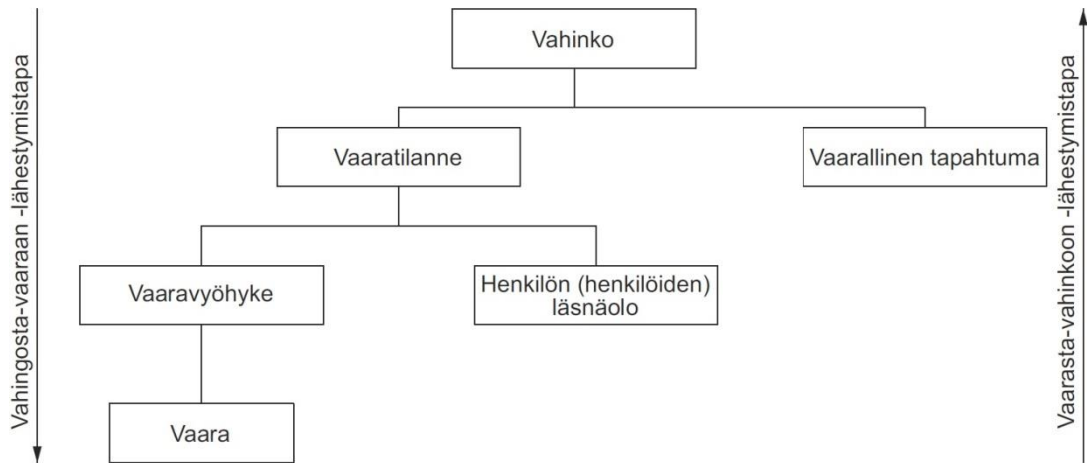 Vahingosta-vaaraan -lähestymistapa
Vahinko
Vaaratilanne
Vaarallinen tapahtuma
Vaaravyöhyke
Henkilön (henkilöiden)
läsnäolo
Vaara
Vaarasta-vahinkoon -lähestymistapa